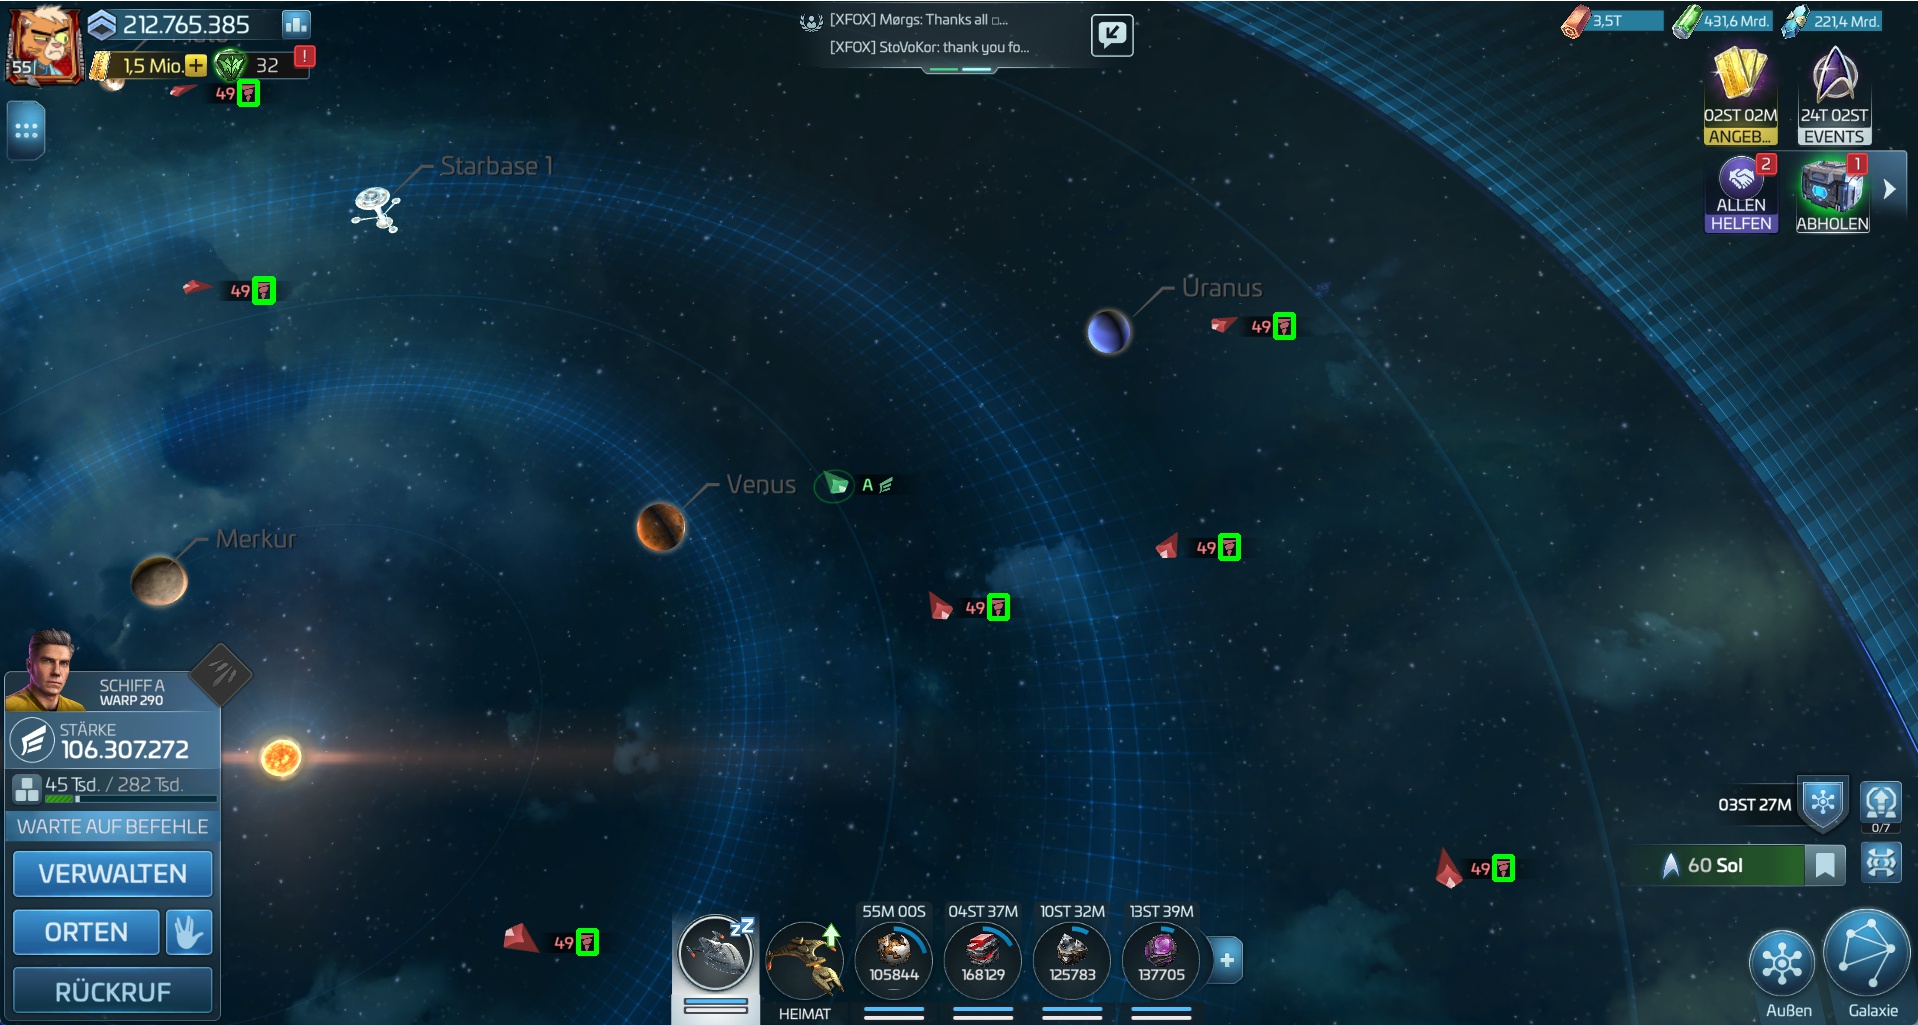 212.765.385
55
1,5 Mio.
32
!
[XFOX] Mørgs: Thanks all □...
[XFOX] StoVoKor: thank you fo...
3,5T
431,6 Mrd.
221,4 Mrd.
02ST 02M
ANGEB...
24T 02ST
EVENTS
2
ALLEN
HELFEN
1
ABHOLEN
49
Starbase 1
49
Uranus
49
Venus
A
Merkur
49
49
SCHIFF A
WARP 290
STÄRKE
106.307.272
45 Tsd. / 282 Tsd.
WARTE AUF BEFEHLE
VERWALTEN
ORTEN
RÜCKRUF
03ST 27M
0/7
60 Sol
49
49
zZ
HEIMAT
55M 00S
105844
04ST 37M
168129
10ST 32M
125783
13ST 39M
137705
Außen
Galaxie